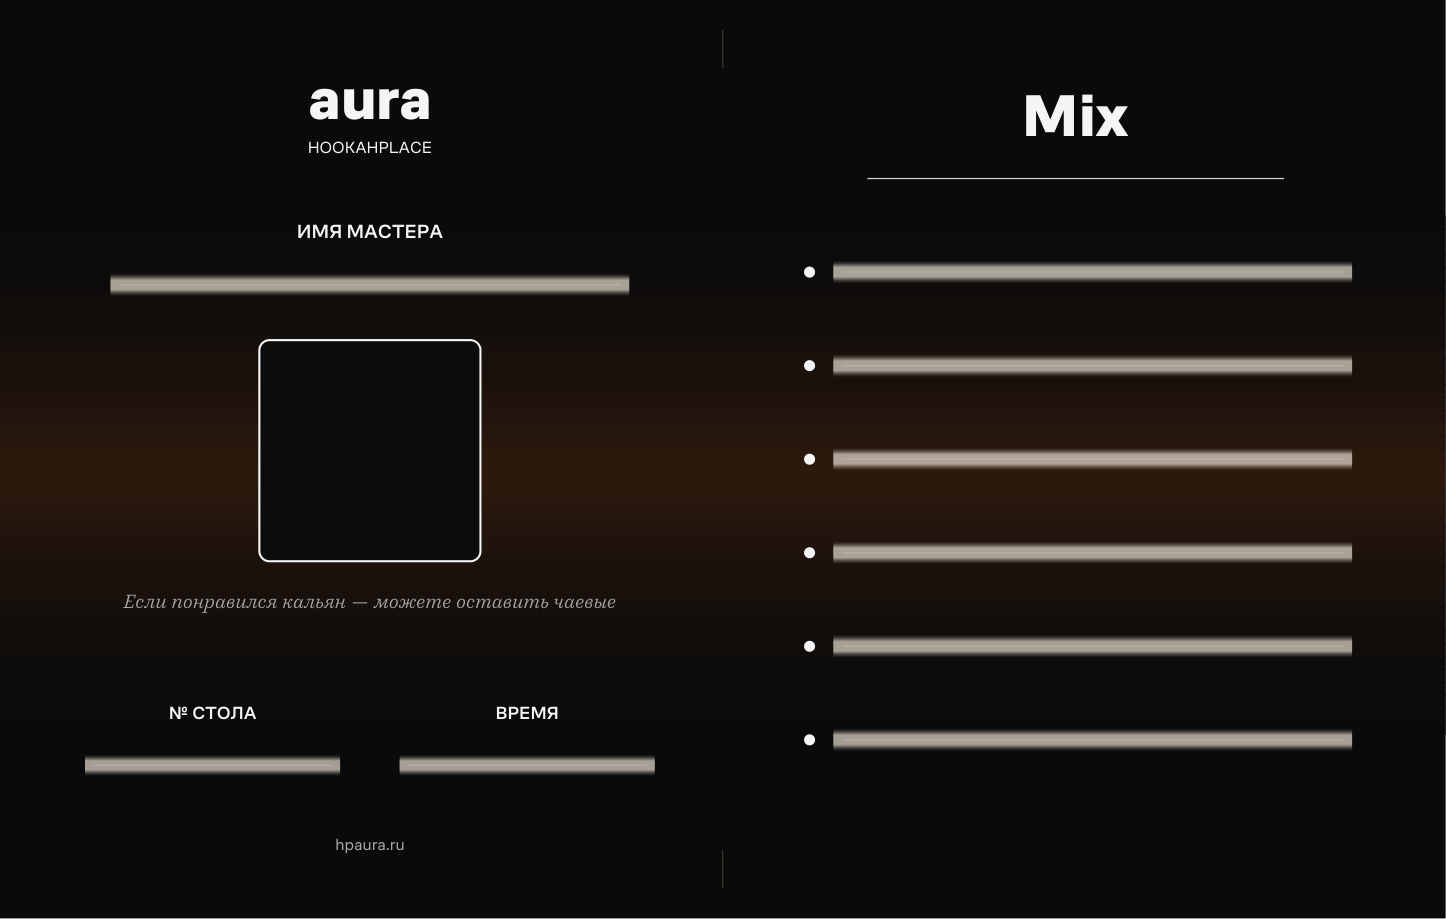 aura
HOOKAHPLACE
ИМЯ МАСТЕРА
Если понравился кальян — можете оставить чаевые
№ СТОЛА
ВРЕМЯ
hpaura.ru
Mix